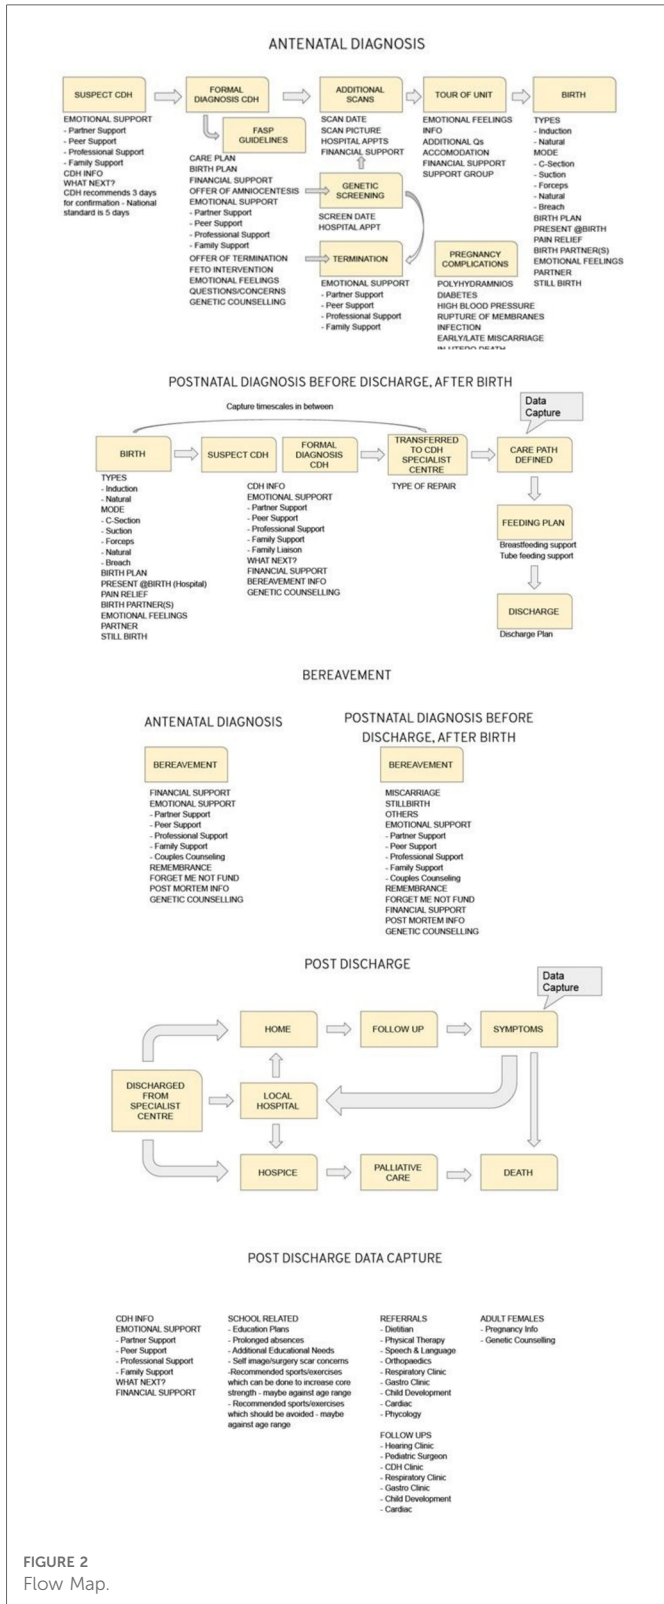 ANTENATAL DIAGNOSIS
SUSPECT CDH
EMOTIONAL SUPPORT
- Partner Support
- Peer Support
- Professional Support
- Family Support
CDH INFO
WHAT NEXT?
CDH recommends 3 days
for confirmation - National
standard is 5 days
FORMAL
DIAGNOSIS CDH
FASP
GUIDELINES
CARE PLAN
BIRTH PLAN
FINANCIAL SUPPORT
OFFER OF AMNIOCENTESIS
EMOTIONAL SUPPORT
- Partner Support
- Peer Support
- Professional Support
- Family Support
OFFER OF TERMINATION
FETO INTERVENTION
EMOTIONAL FEELINGS
QUESTIONS/CONCERNS
GENETIC COUNSELLING
ADDITIONAL
SCANS
SCAN DATE
SCAN PICTURE
HOSPITAL APPTS
FINANCIAL SUPPORT
GENETIC
SCREENING
SCREEN DATE
HOSPITAL APPT
TERMINATION
EMOTIONAL SUPPORT
- Partner Support
- Peer Support
- Professional Support
- Family Support
TOUR OF UNIT
EMOTIONAL FEELINGS
INFO
ADDITIONAL Qs
ACCOMODATION
FINANCIAL SUPPORT
SUPPORT GROUP
PREGNANCY
COMPLICATIONS
POLYHYDRAMNIOS
DIABETES
HIGH BLOOD PRESSURE
RUPTURE OF MEMBRANES
INFECTION
EARLY/LATE MISCARRIAGE
IN UTERO DEATH
BIRTH
TYPES
- Induction
- Natural
MODE
- C-Section
- Suction
- Forceps
- Natural
- Breach
BIRTH PLAN
PRESENT @BIRTH
PAIN RELIEF
BIRTH PARTNER(S)
EMOTIONAL FEELINGS
PARTNER
STILL BIRTH
POSTNATAL DIAGNOSIS BEFORE DISCHARGE, AFTER BIRTH
Capture timescales in between
Data
Capture
BIRTH
TYPES
- Induction
- Natural
MODE
- C-Section
- Suction
- Forceps
- Natural
- Breach
BIRTH PLAN
PRESENT @BIRTH (Hospital)
PAIN RELIEF
BIRTH PARTNER(S)
EMOTIONAL FEELINGS
PARTNER
STILL BIRTH
SUSPECT CDH
FORMAL
DIAGNOSIS
CDH
CDH INFO
EMOTIONAL SUPPORT
- Partner Support
- Peer Support
- Professional Support
- Family Support
- Family Liaison
WHAT NEXT?
FINANCIAL SUPPORT
BEREAVEMENT INFO
GENETIC COUNSELLING
TRANSFERRED
TO CDH
SPECIALIST
CENTRE
TYPE OF REPAIR
CARE PATH
DEFINED
FEEDING PLAN
Breastfeeding support
Tube feeding support
DISCHARGE
Discharge Plan
BEREAVEMENT
ANTENATAL DIAGNOSIS
BEREAVEMENT
FINANCIAL SUPPORT
EMOTIONAL SUPPORT
- Partner Support
- Peer Support
- Professional Support
- Family Support
- Couples Counseling
REMEMBRANCE
FORGET ME NOT FUND
POST MORTEM INFO
GENETIC COUNSELLING
POSTNATAL DIAGNOSIS BEFORE
DISCHARGE, AFTER BIRTH
BEREAVEMENT
MISCARRIAGE
STILLBIRTH
OTHERS
EMOTIONAL SUPPORT
- Partner Support
- Peer Support
- Professional Support
- Family Support
- Couples Counseling
REMEMBRANCE
FORGET ME NOT FUND
FINANCIAL SUPPORT
POST MORTEM INFO
GENETIC COUNSELLING
POST DISCHARGE
Data
Capture
HOME
FOLLOW UP
SYMPTOMS
DISCHARGED
FROM
SPECIALIST
CENTRE
LOCAL
HOSPITAL
HOSPICE
PALLIATIVE
CARE
DEATH
POST DISCHARGE DATA CAPTURE
CDH INFO
EMOTIONAL SUPPORT
- Partner Support
- Peer Support
- Professional Support
- Family Support
WHAT NEXT?
FINANCIAL SUPPORT
SCHOOL RELATED
- Education Plans
- Prolonged absences
- Additional Educational Needs
- Self image/surgery scar concerns
-Recommended sports/exercises
which can be done to increase core
strength - maybe against age range
- Recommended sports/exercises
which should be avoided - maybe
against age range
REFERRALS
- Dietitian
- Physical Therapy
- Speech & Language
- Orthopaedics
- Respiratory Clinic
- Gastro Clinic
- Child Development
- Cardiac
- Phycology
FOLLOW UPS
- Hearing Clinic
- Pediatric Surgeon
- CDH Clinic
- Respiratory Clinic
- Gastro Clinic
- Child Development
- Cardiac
ADULT FEMALES
- Pregnancy Info
- Genetic Counselling
FIGURE 2
Flow Map.